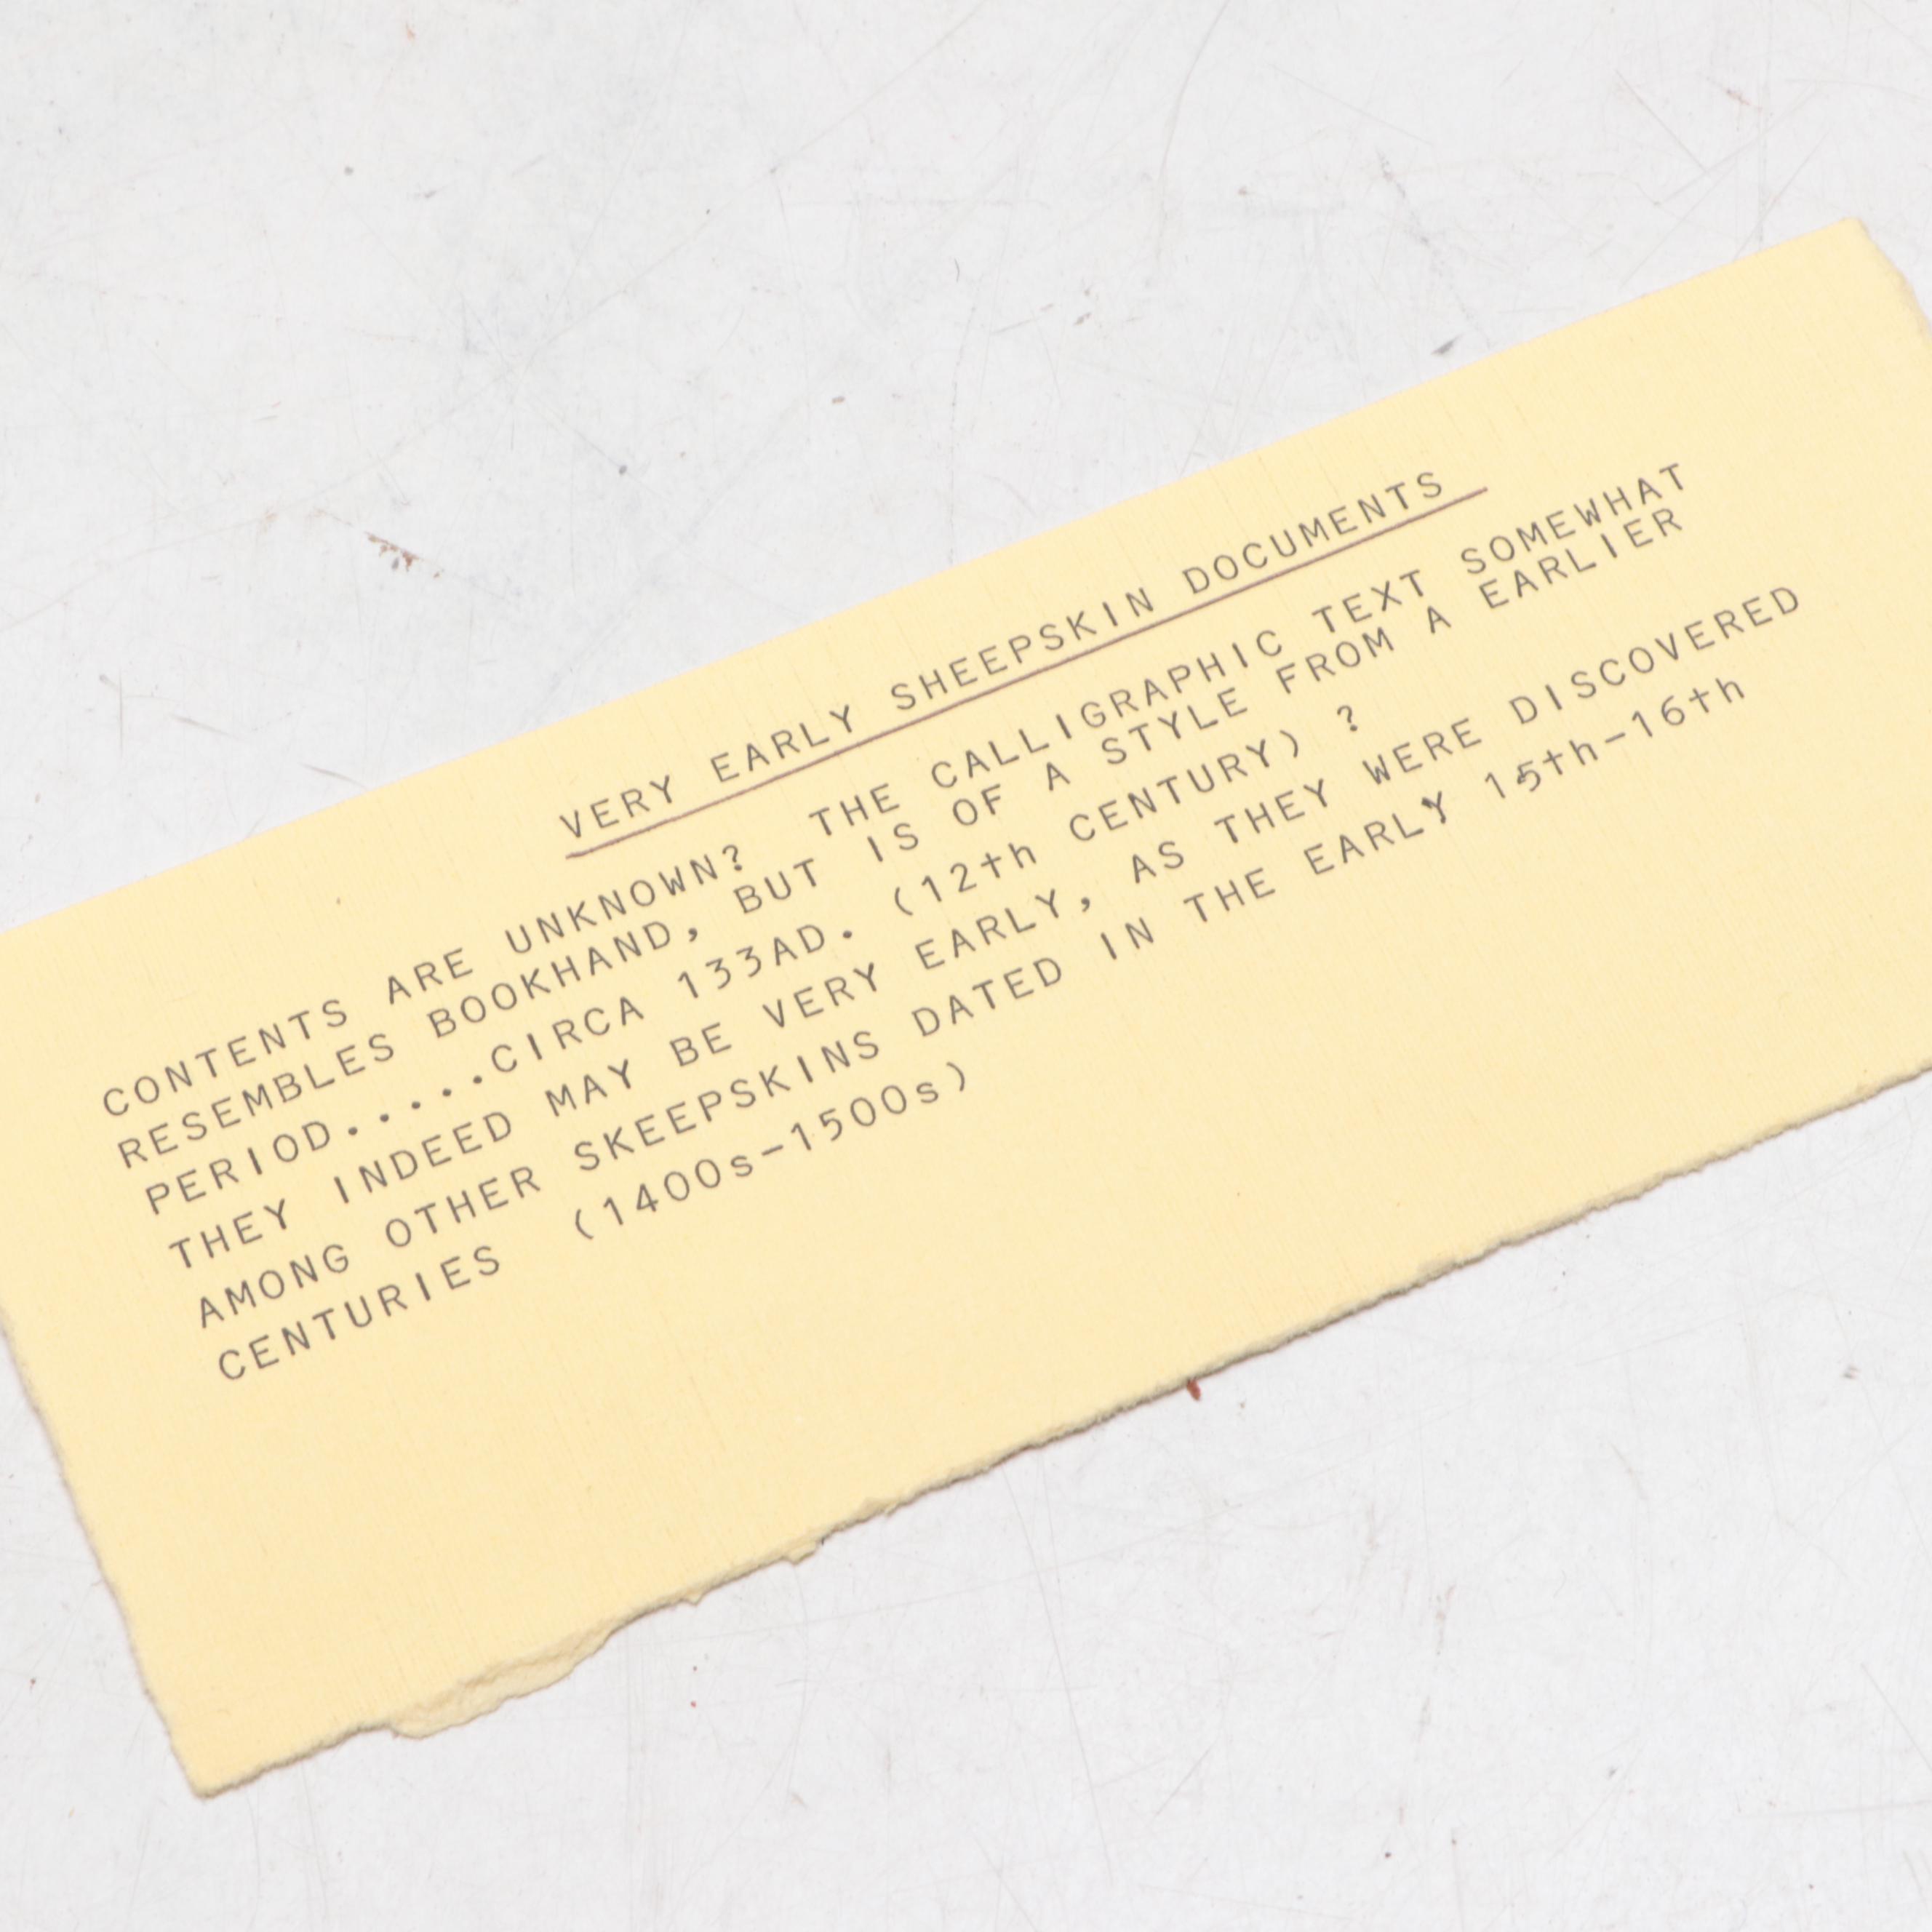 VERY EARLY SHEEPSKIN DOCUMENTS
CONTENTS ARE UNKNOWN? THE CALLIGRAPHIC TEXT SOMEWHAT
RESEMBLES BOOKHAND, BUT IS OF A STYLE FROM A EARLIER
PERIOD.....CIRCA 133AD. (12th CENTURY) ?
THEY INDEED MAY BE VERY EARLY, AS THEY WERE DISCOVERED
AMONG OTHER SKEEPSKINS DATED IN THE EARLY 15th-16th
CENTURIES (1400s-1500s)